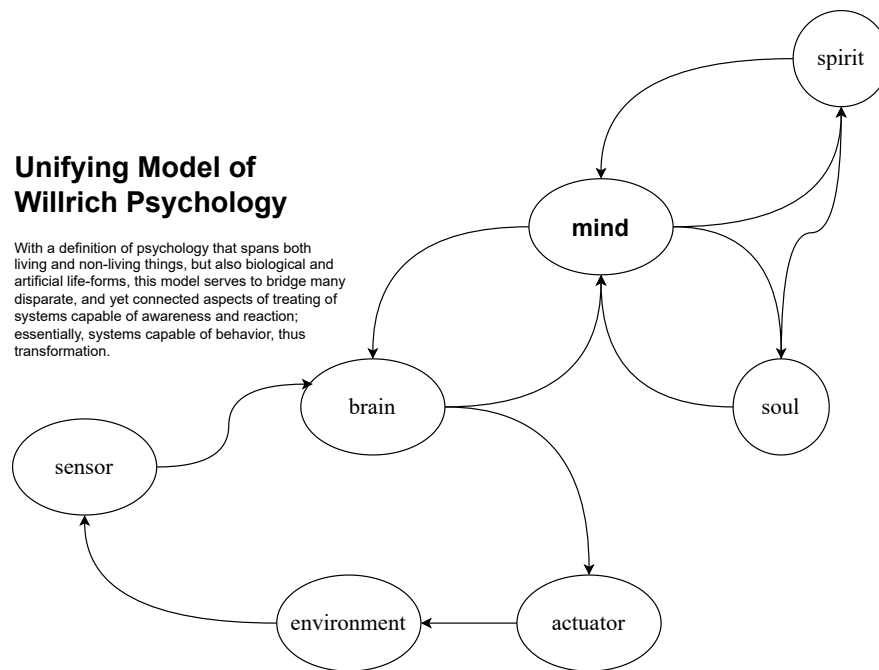 spirit
Unifying Model of
Willrich Psychology
With a definition of psychology that spans both
living and non-living things, but also biological and
artificial life-forms, this model serves to bridge many
disparate, and yet connected aspects of treating of
systems capable of awareness and reaction;
essentially, systems capable of behavior, thus
transformation.
mind
brain
soul
sensor
environment
actuator